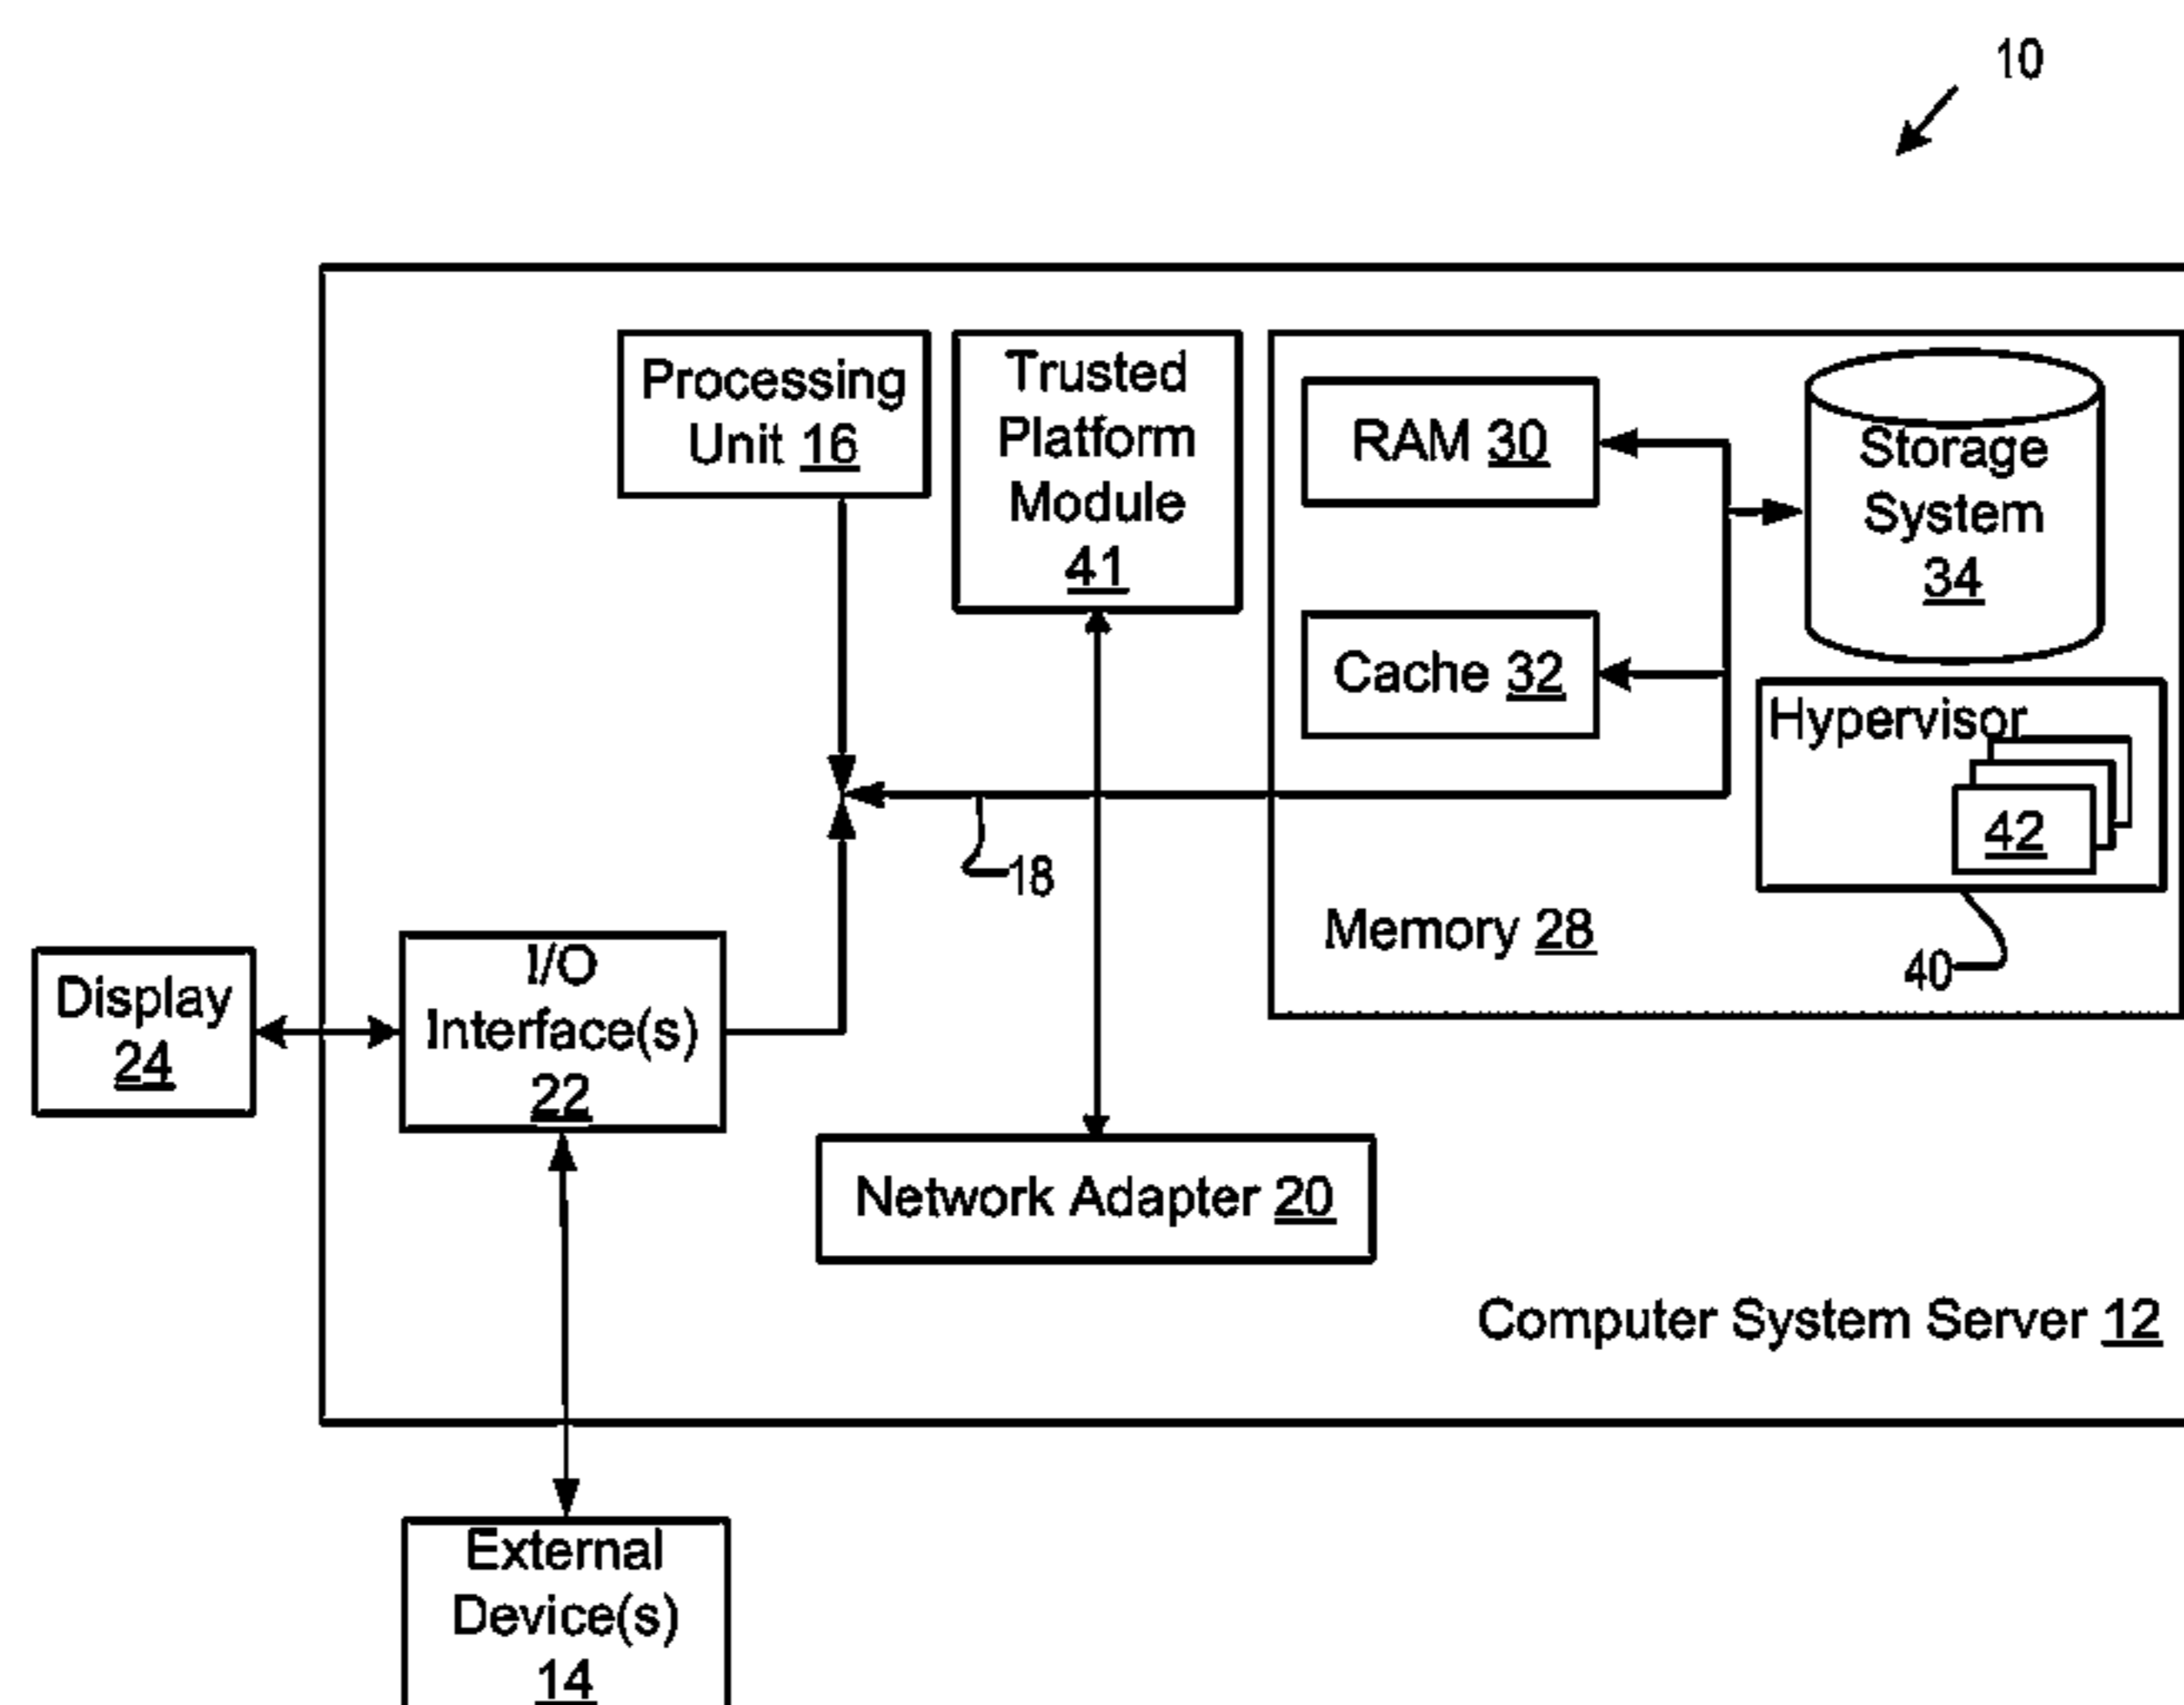 10
Processing
Unit 16
Trusted
Platform
Module
41
RAM 30
Cache 32
Storage
System
34
Hypervisor
42
18
Memory 28
40
Display
24
I/O
Interface(s)
22
Network Adapter 20
Computer System Server 12
External
Device(s)
14